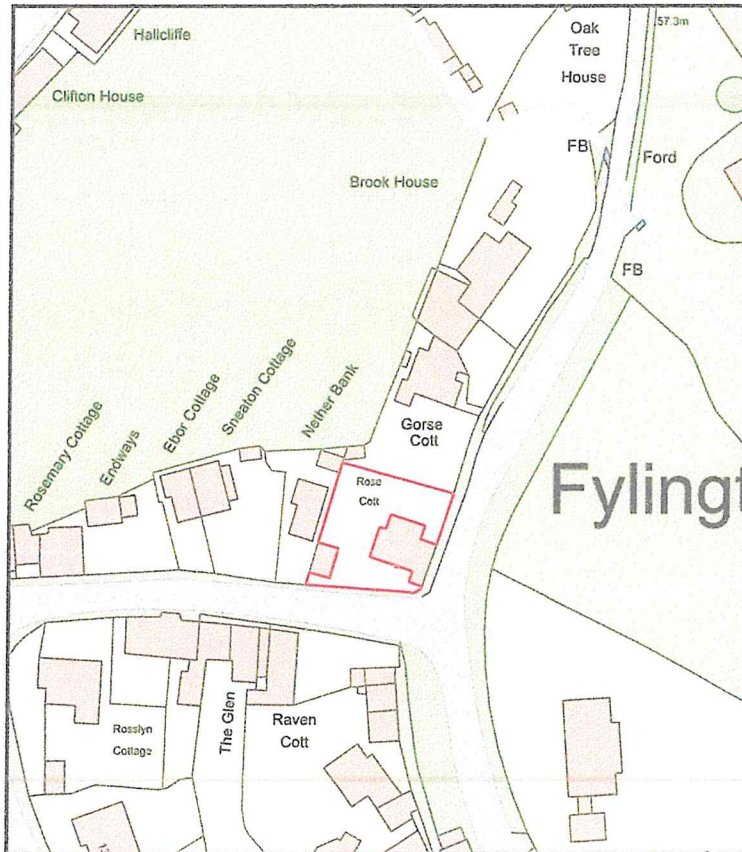 Hallcliffe
Clifton House
Oak
Tree
House
57.3m
FB
Ford
Brook House
FB
Rosemary Cottage
Endways
Ebor Cottage
Sneaton Cottage
Nether Bank
Gorse
Cott
Rose
Cott
Fylingt
Rosslyn
Cottage
The Glen
Raven
Cott